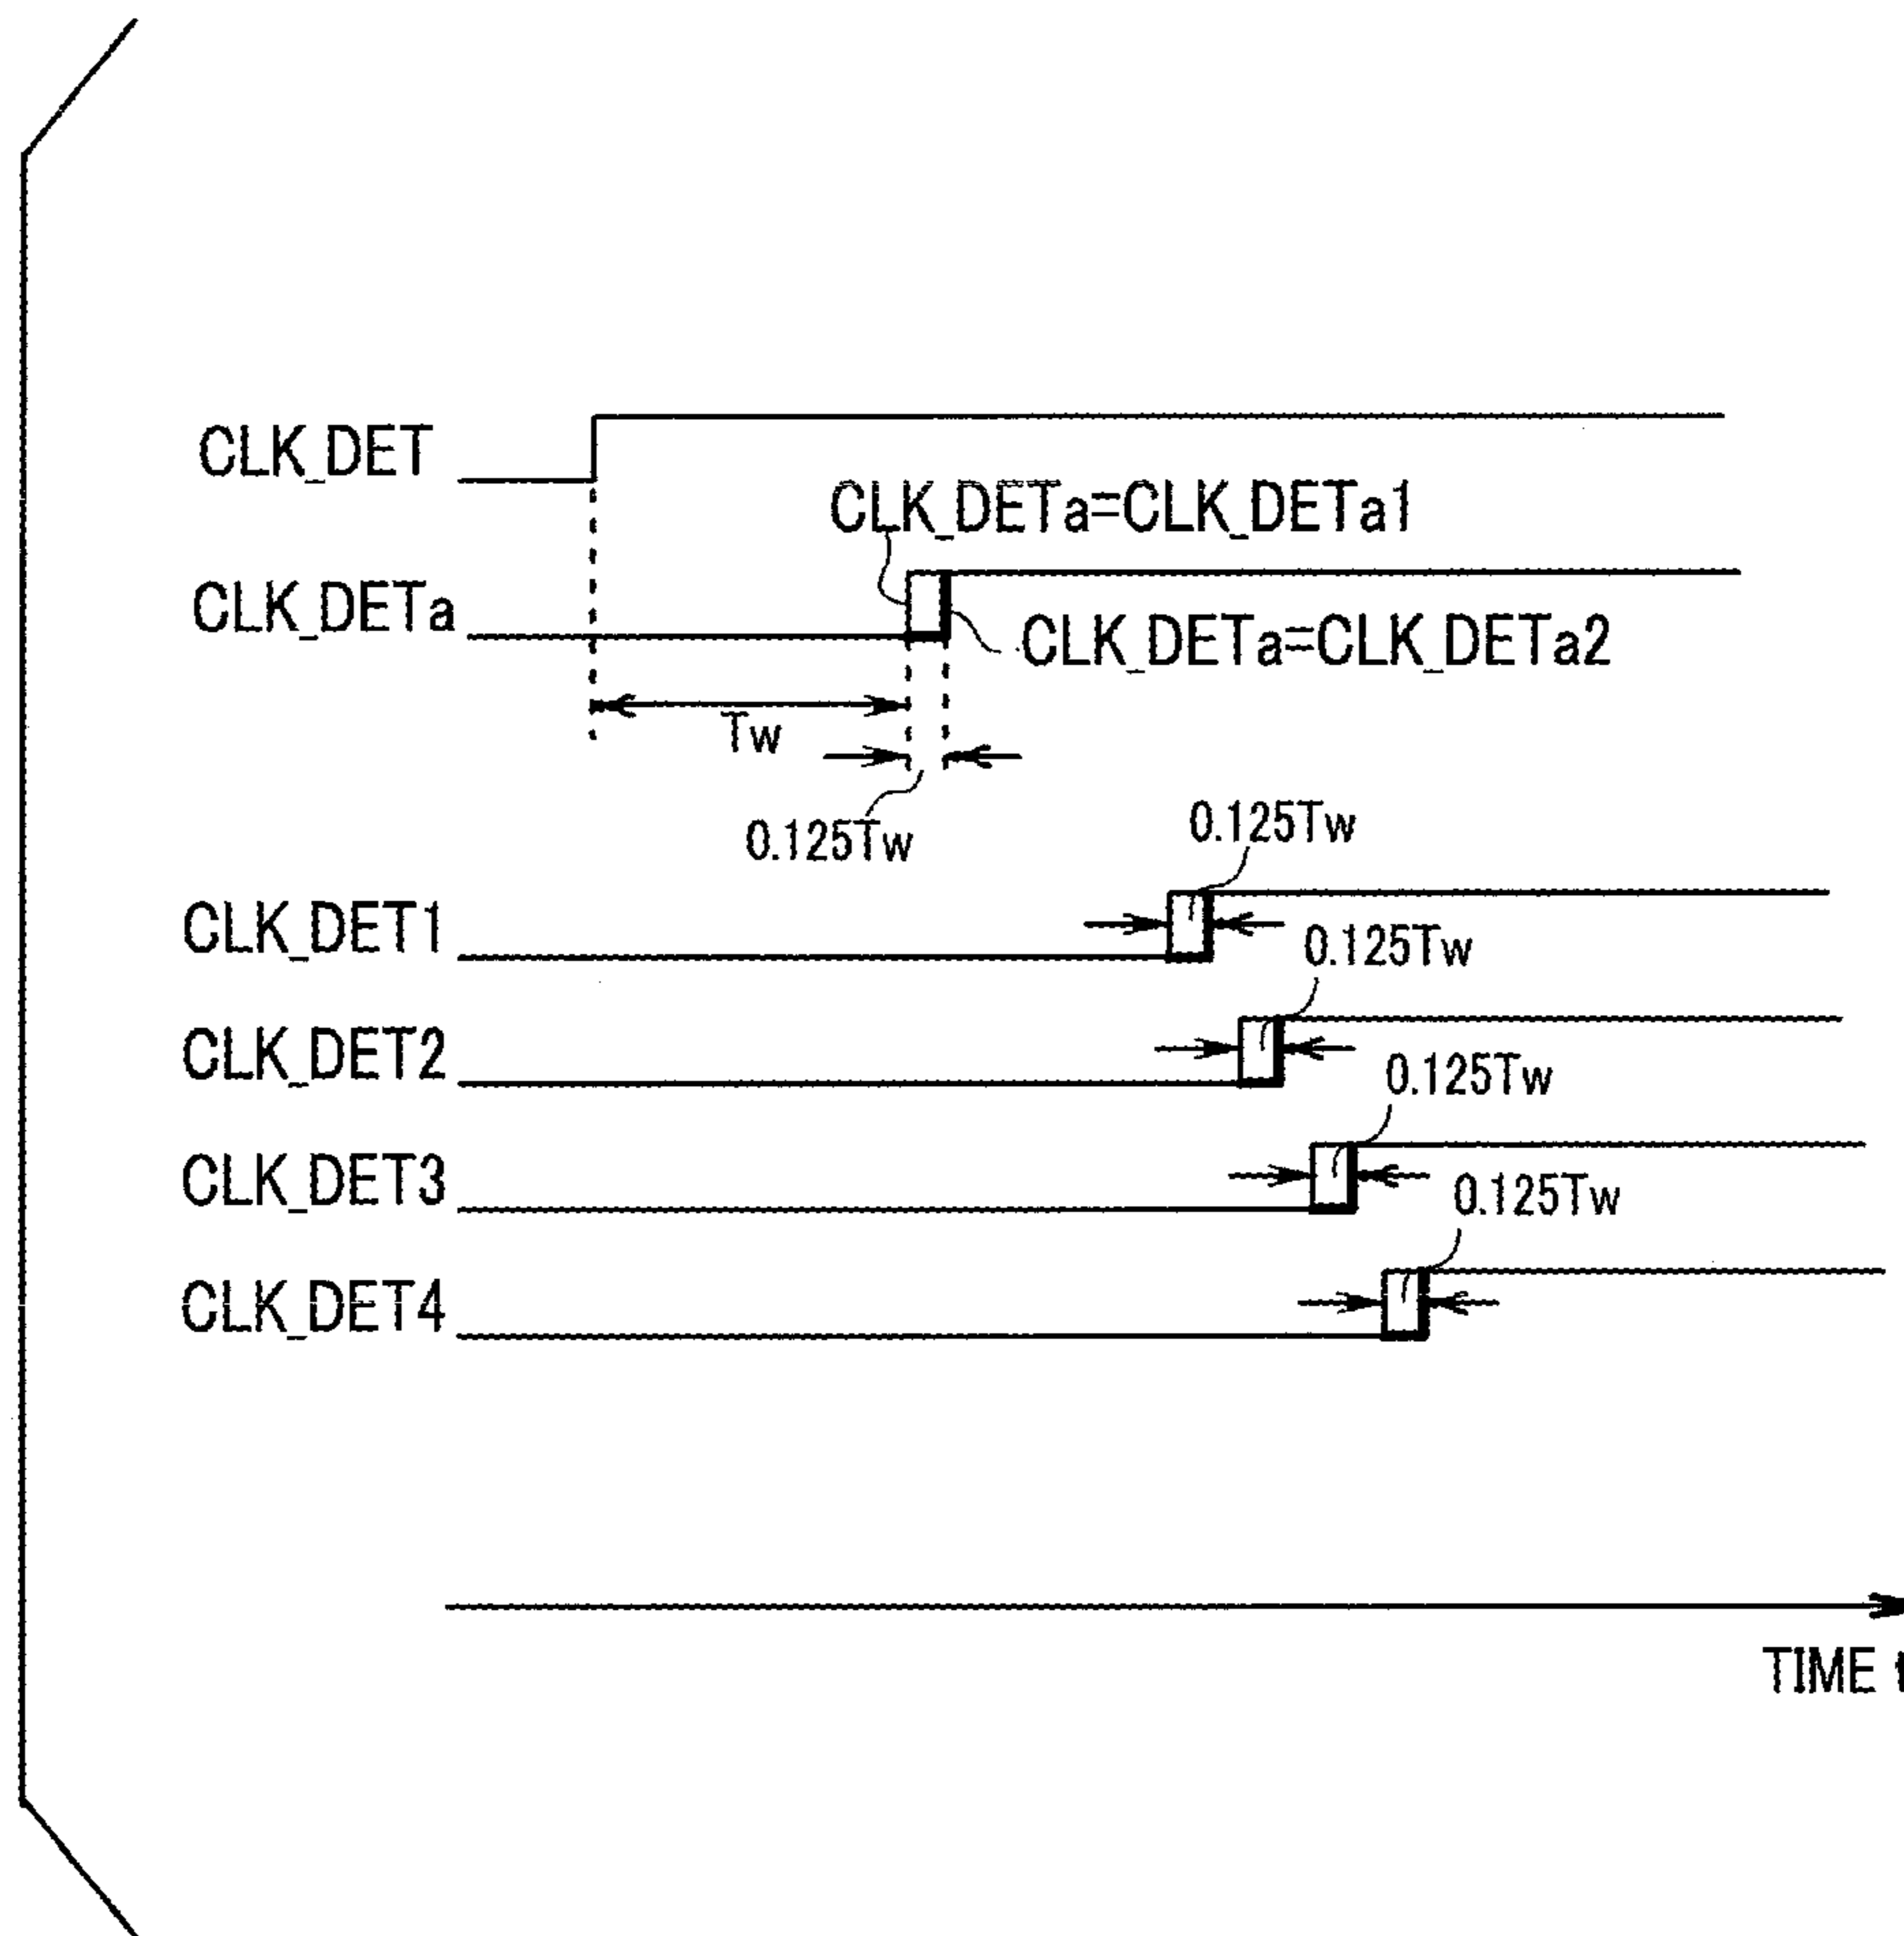 CLK_DET
CLK_DETa=CLK_DETa1
CLK_DETa
CLK_DETa=CLK_DETa2
Tw
0.125Tw
0.125Tw
CLK_DET1
0.125Tw
CLK_DET2
0.125Tw
CLK_DET3
0.125Tw
CLK_DET4
TIME